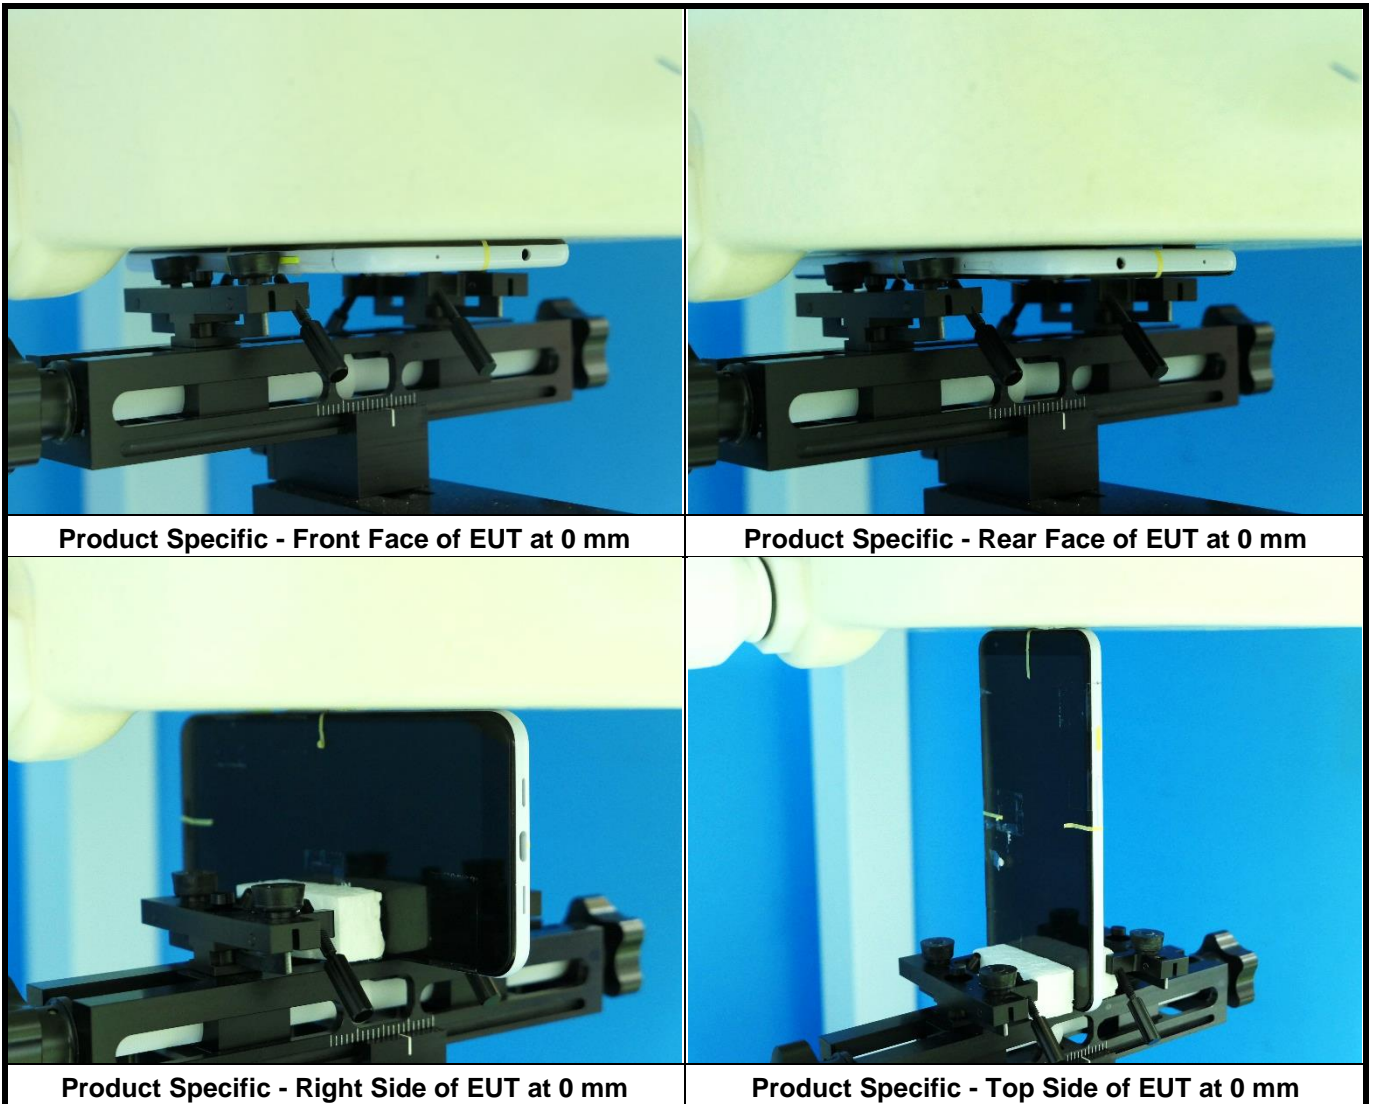 Product Specific - Front Face of EUT at 0 mm
Product Specific - Rear Face of EUT at 0 mm
Product Specific - Right Side of EUT at 0 mm
Product Specific - Top Side of EUT at 0 mm